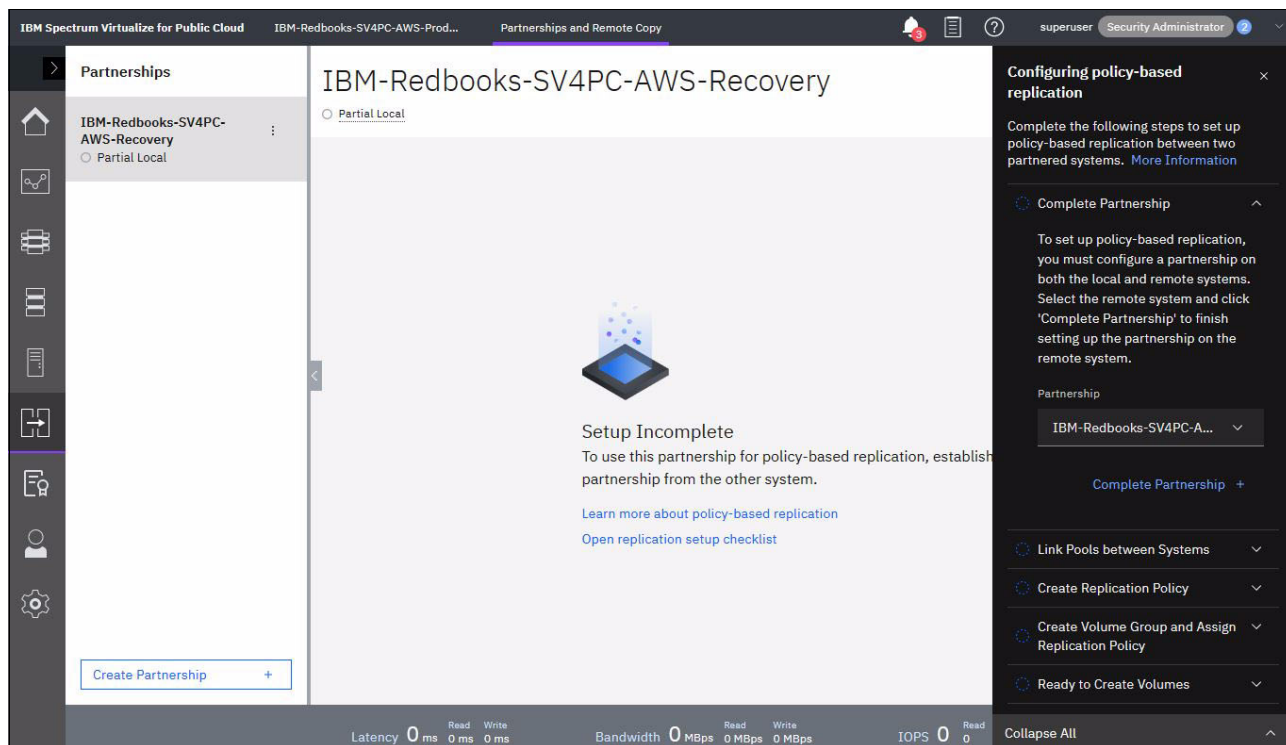 IBM Spectrum Virtualize for Public Cloud
IBM-Redbooks-SV4PC-AWS-Prod...
Partnerships and Remote Copy
3
superuser
Security Administrator
2
Partnerships
IBM-Redbooks-SV4PC-
AWS-Recovery
Partial Local
Create Partnership +
IBM-Redbooks-SV4PC-AWS-Recovery
Partial Local
Setup Incomplete
To use this partnership for policy-based replication, establish
partnership from the other system.
Learn more about policy-based replication
Open replication setup checklist
Configuring policy-based
replication
Complete the following steps to set up
policy-based replication between two
partnered systems. More Information
Complete Partnership
To set up policy-based replication,
you must configure a partnership on
both the local and remote systems.
Select the remote system and click
'Complete Partnership' to finish
setting up the partnership on the
remote system.
Partnership
IBM-Redbooks-SV4PC-A...
Complete Partnership +
Link Pools between Systems
Create Replication Policy
Create Volume Group and Assign
Replication Policy
Ready to Create Volumes
Collapse All
Latency 0 ms Read 0 ms Write 0 ms
Bandwidth 0 MBps Read 0 MBps Write 0 MBps
IOPS 0 Read 0